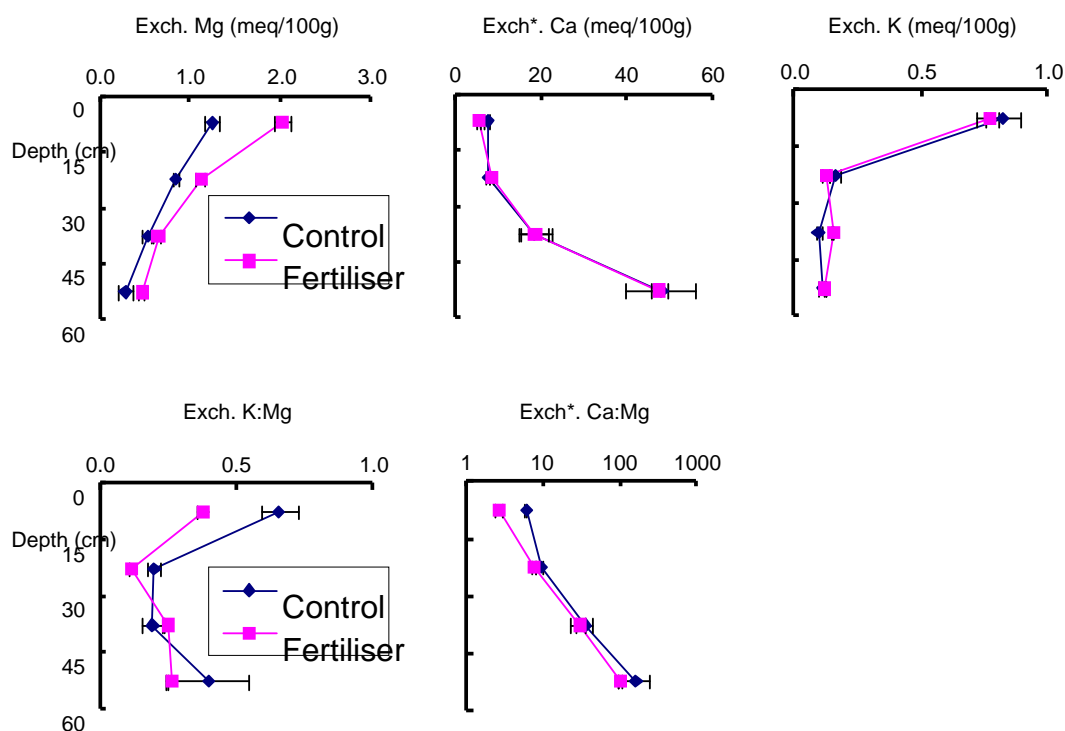 Exch. Mg (meq/100g)
0.0 1.0 2.0 3.0
0
Depth (cm)
15
30
45
60
Control
Fertiliser
Exch*. Ca (meq/100g)
0 20 40 60
Exch. K (meq/100g)
0.0 0.5 1.0
Exch. K:Mg
0.0 0.5 1.0
0
Depth (cm)
15
30
45
60
Control
Fertiliser
Exch*. Ca:Mg
1 10 100 1000